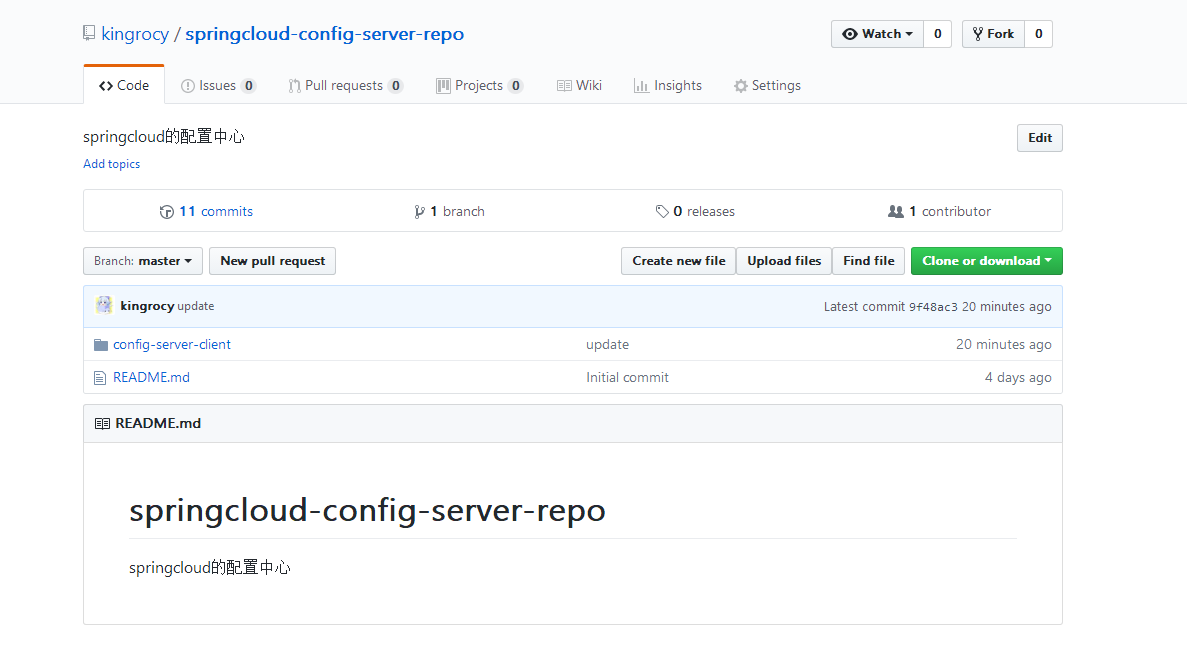 kingrocy / springcloud-config-server-repo
Watch 0 Fork 0
Code Issues 0 Pull requests 0 Projects 0 Wiki Insights Settings
springcloud的配置中心 Edit
Add topics
11 commits 1 branch 0 releases 1 contributor
Branch: master New pull request Create new file Upload files Find file Clone or download
kingrocy update Latest commit 9f48ac3 20 minutes ago
config-server-client update 20 minutes ago
README.md Initial commit 4 days ago
README.md
springcloud-config-server-repo
springcloud的配置中心